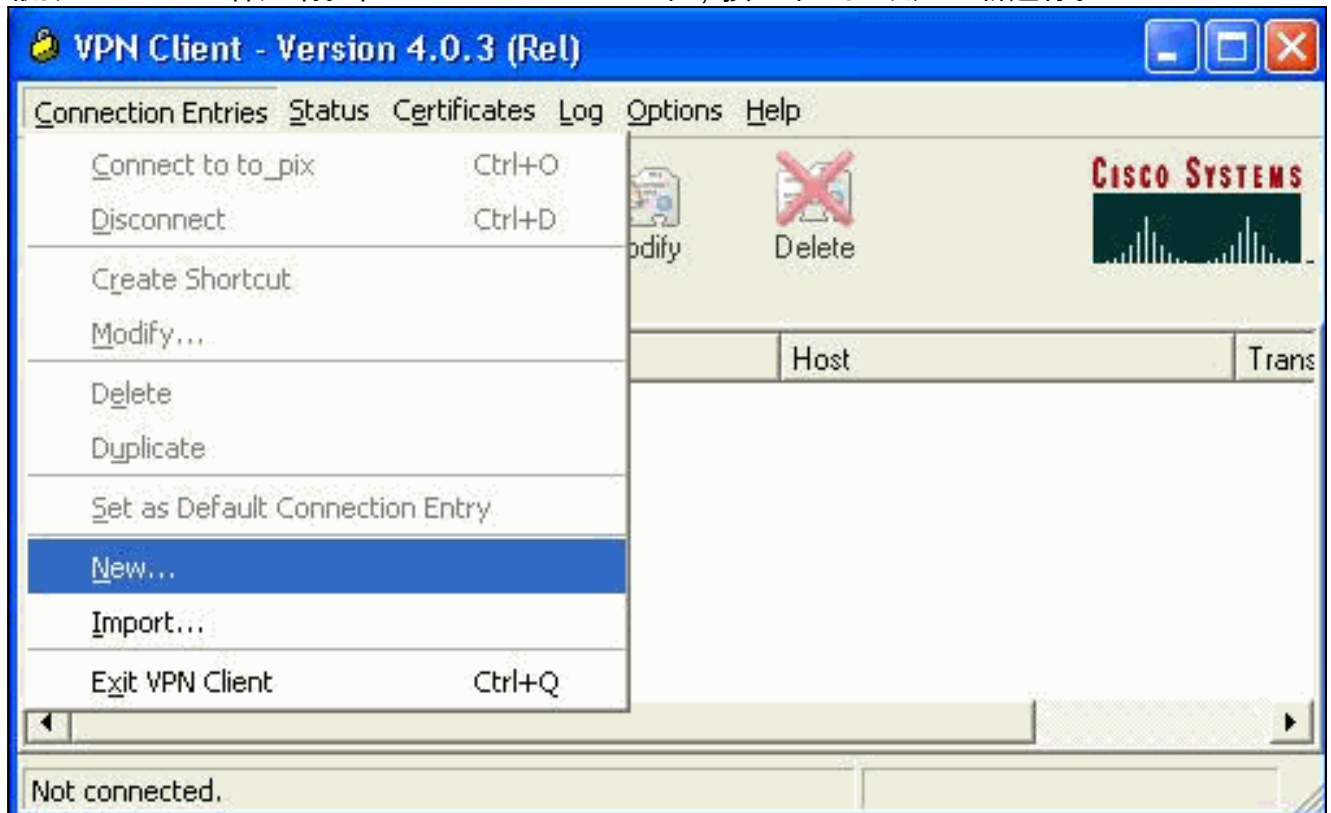 VPN Client - Version 4.0.3 (Rel)
Connection Entries Status Certificates Log Options Help
Connect to to_pix Ctrl+O
Disconnect Ctrl+D
Create Shortcut
Modify...
Delete
Duplicate
Set as Default Connection Entry
New...
Import...
Exit VPN Client Ctrl+Q
odify
Delete
CISCO SYSTEMS
Host
Trans
Not connected.